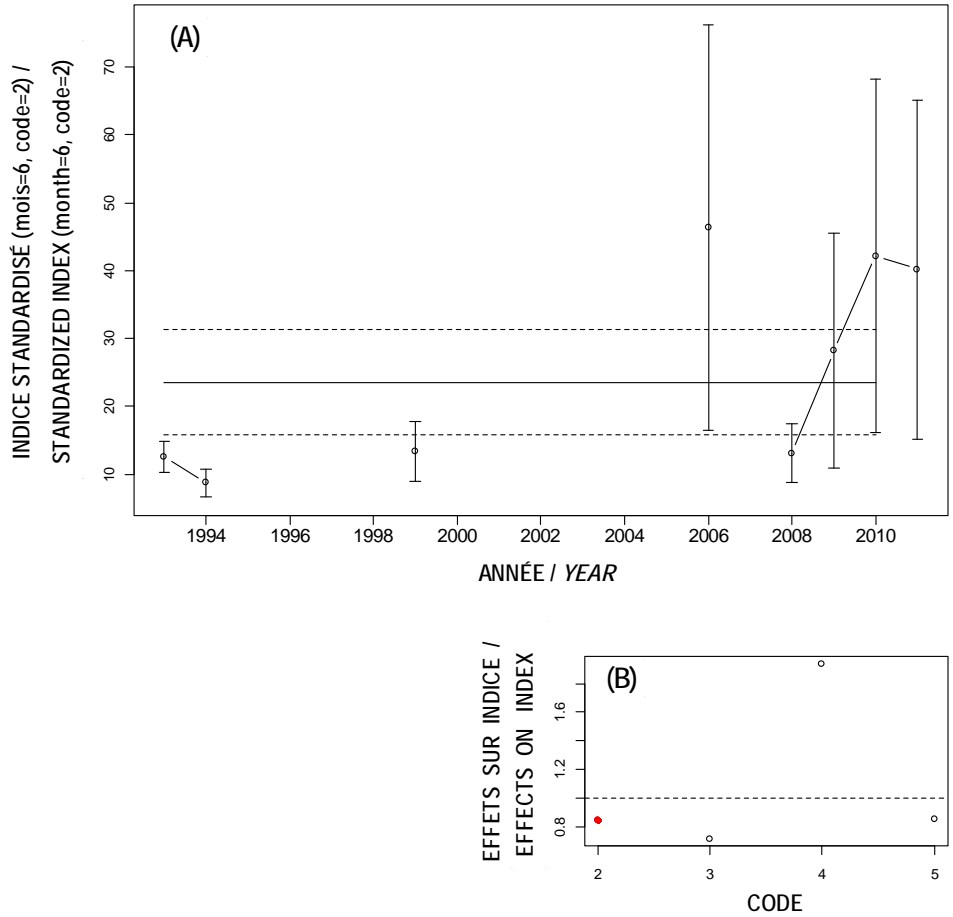 (A)
INDICE STANDARDISÉ (mois=6, code=2) /
STANDARDIZED INDEX (month=6, code=2)
70
60
50
40
30
20
10
1994 1996 1998 2000 2002 2004 2006 2008 2010
ANNÉE / YEAR
(B)
EFFETS SUR INDICE /
EFFECTS ON INDEX
1.6
1.2
0.8
2 3 4 5
CODE